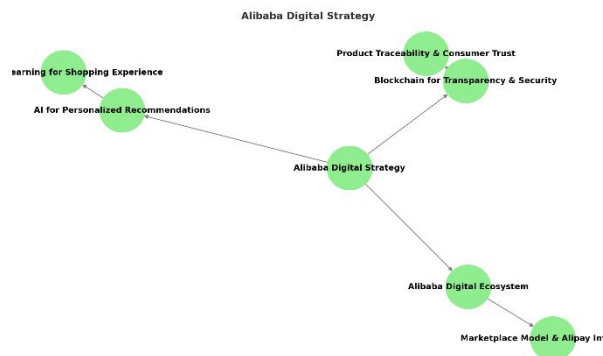 Alibaba Digital Strategy
Product Traceability & Consumer Trust
earning for Shopping Experience
Blockchain for Transparency & Security
AI for Personalized Recommendations
Alibaba Digital Strategy
Alibaba Digital Ecosystem
Marketplace Model & Alipay